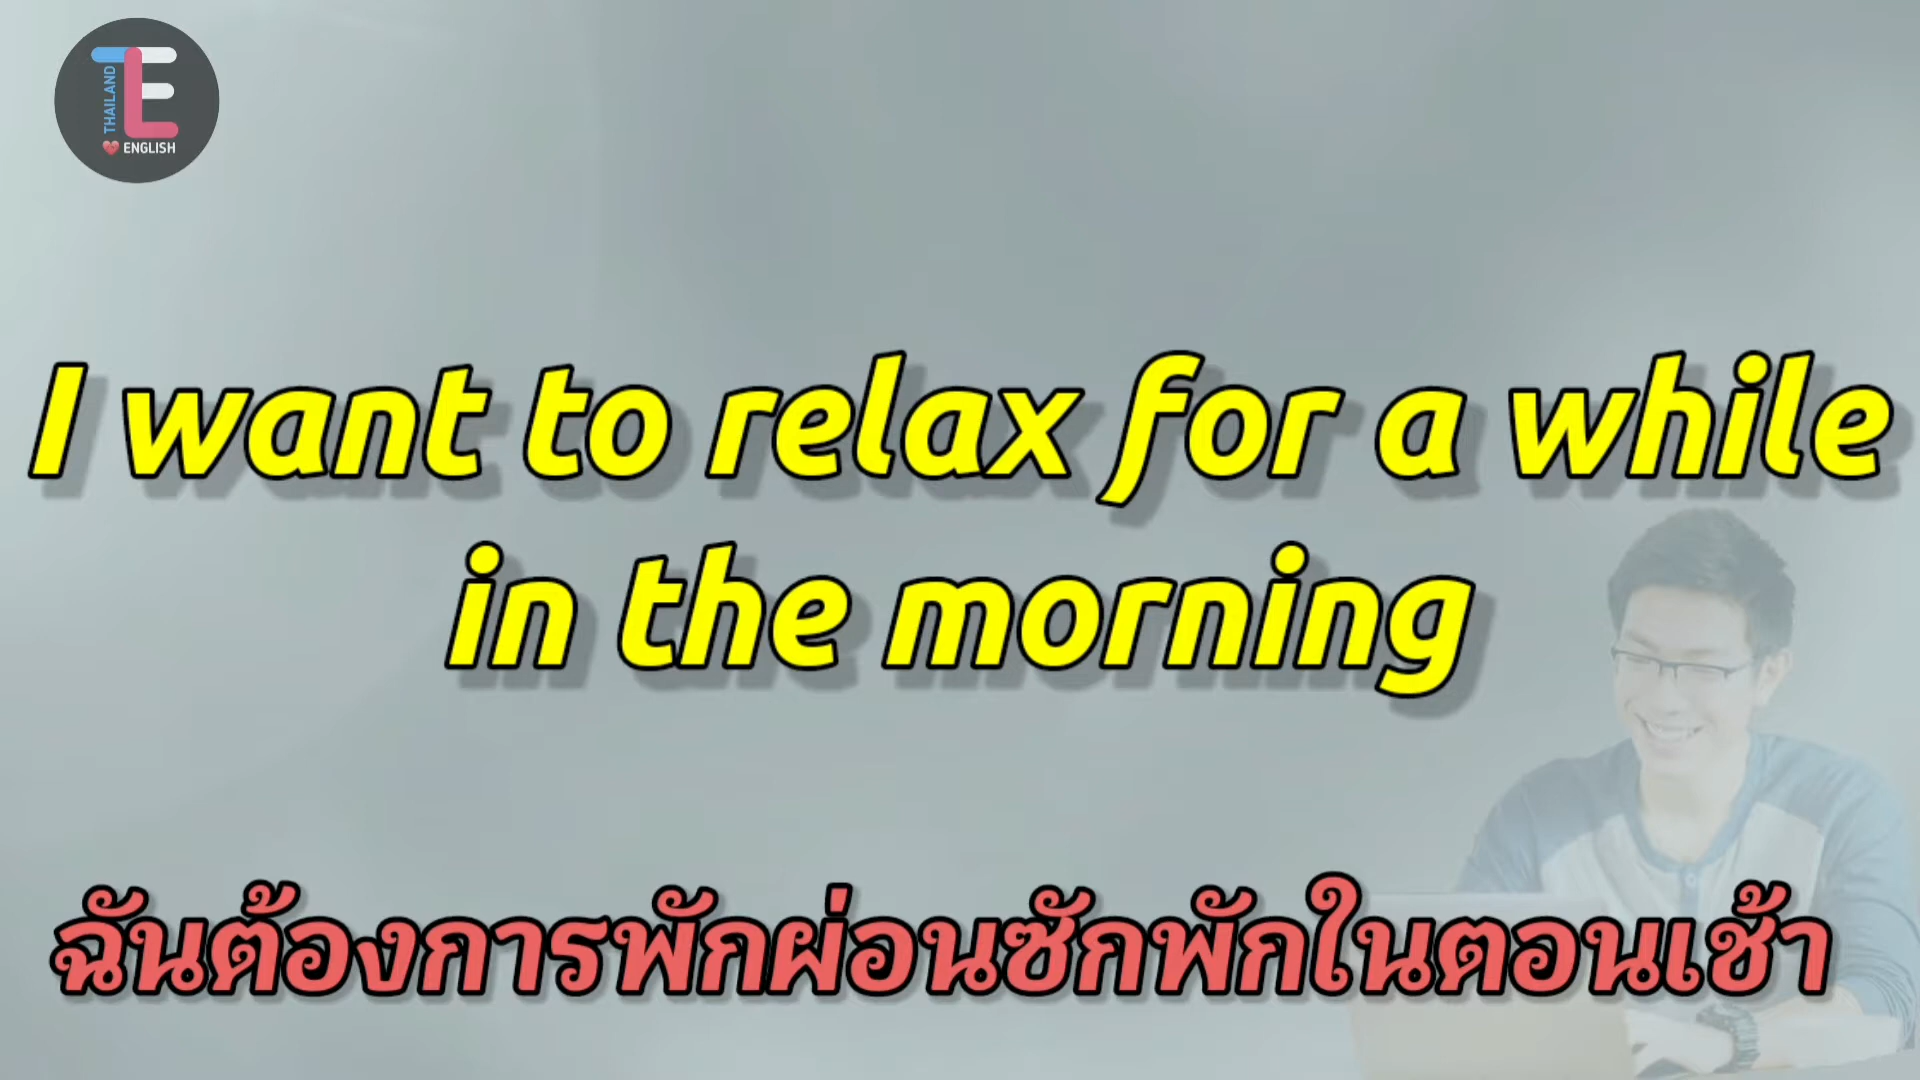 THAILAND
ENGLISH
I want to relax for a while
in the morning
ฉันต้องการพักผ่อนซักพักในตอนเช้า